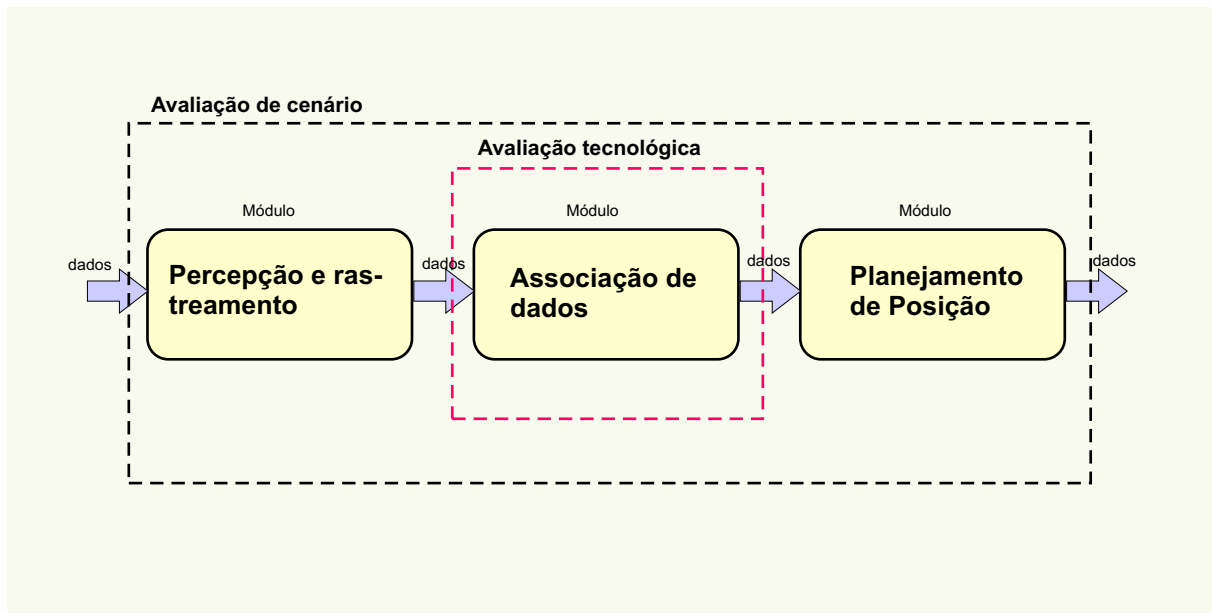 Avaliação de cenário
Avaliação tecnológica
Módulo
Módulo
Módulo
dados
Percepção e ras-
treamento
dados
Associação de
dados
dados
Planejamento
de Posição
dados